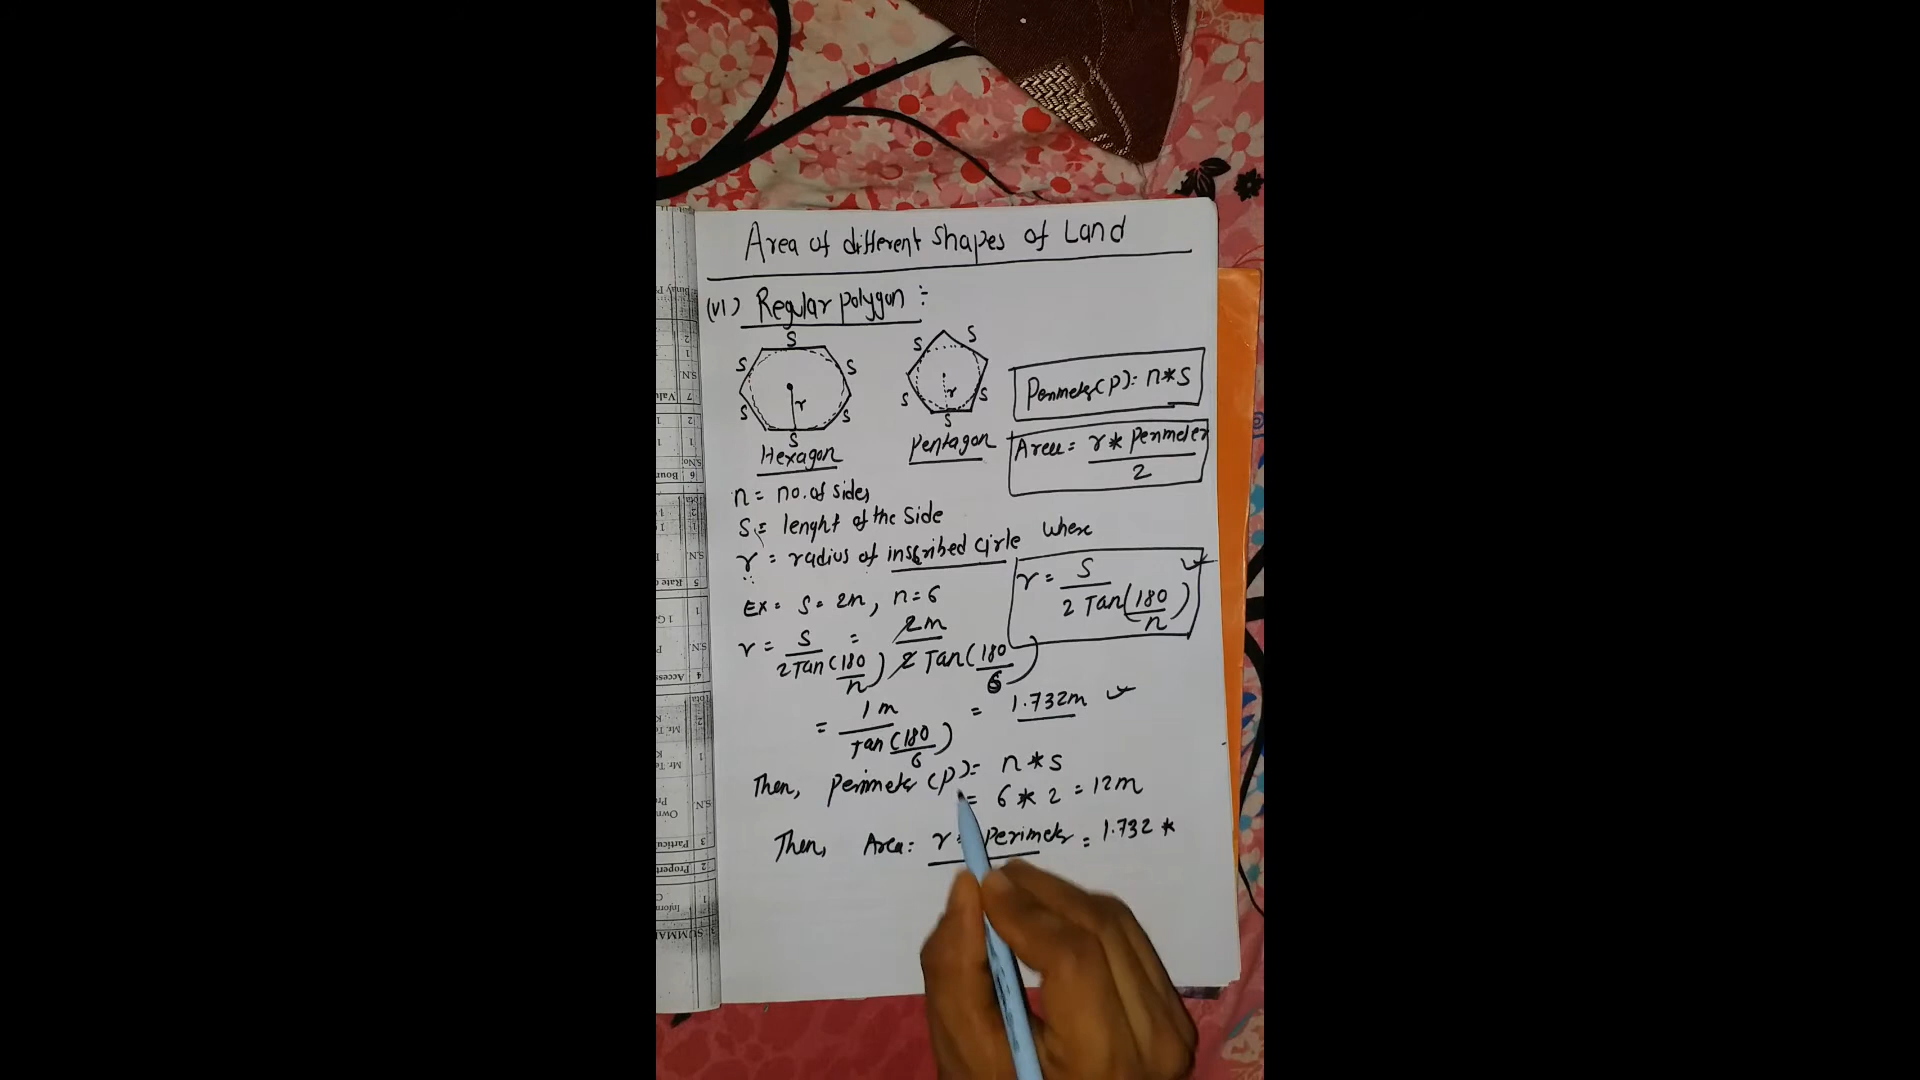 Area of different shapes of Land
(VI) Regular polygon :-
S
S
S
S
S
S
r
Hexagon
S
S
S
S
S
r
Pentagon
Perimeter(P) = n*s
Area = r * perimeter
2
n = no. of sides
S = lenght of the Side
r = radius of inscribed cirle where
r = S
2 Tan(180
n)
Ex = S = 2m, n = 6
r = S = 2m
2Tan(180 2 Tan(180
n) 6)
= 1m = 1.732m
Tan(180
6)
Then, perimeter (P) = n*s
= 6*2 = 12m
Then, Area = r* perimeter = 1.732 *